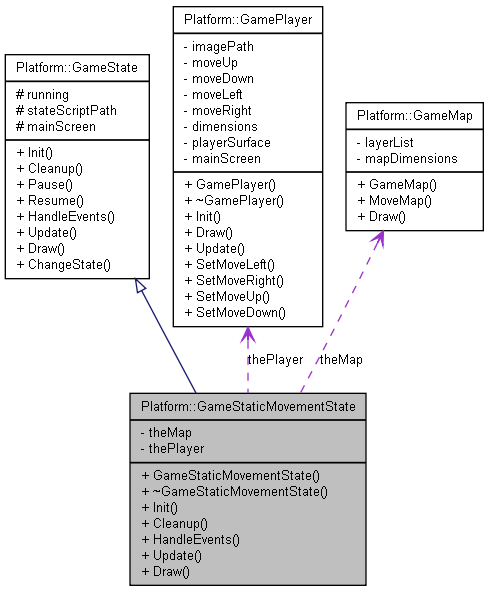 Platform::GameState
# running
# stateScriptPath
# mainScreen
+ Init()
+ Cleanup()
+ Pause()
+ Resume()
+ HandleEvents()
+ Update()
+ Draw()
+ ChangeState()
Platform::GamePlayer
- imagePath
- moveUp
- moveDown
- moveLeft
- moveRight
- dimensions
- playerSurface
- mainScreen
+ GamePlayer()
+ ~GamePlayer()
+ Init()
+ Draw()
+ Update()
+ SetMoveLeft()
+ SetMoveRight()
+ SetMoveUp()
+ SetMoveDown()
Platform::GameMap
- layerList
- mapDimensions
+ GameMap()
+ MoveMap()
+ Draw()
thePlayer
theMap
Platform::GameStaticMovementState
- theMap
- thePlayer
+ GameStaticMovementState()
+ ~GameStaticMovementState()
+ Init()
+ Cleanup()
+ HandleEvents()
+ Update()
+ Draw()